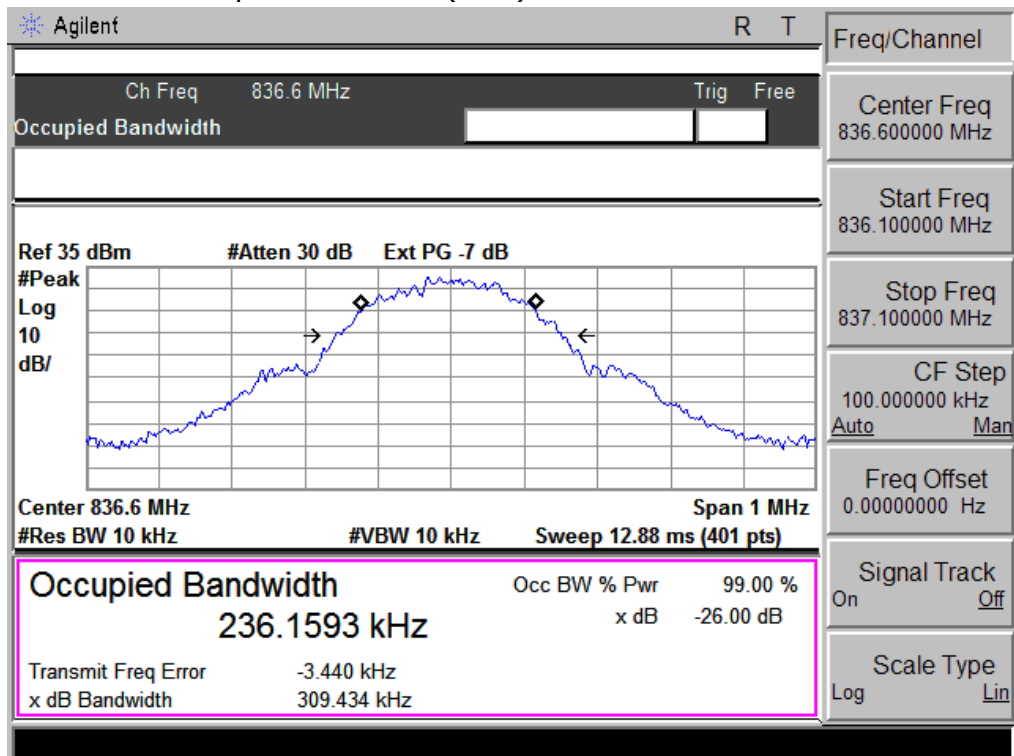 Agilent R T
Ch Freq 836.6 MHz Trig Free
Occupied Bandwidth
Ref 35 dBm #Atten 30 dB Ext PG -7 dB
#Peak
Log
10
dB/
Center 836.6 MHz Span 1 MHz
#Res BW 10 kHz #VBW 10 kHz Sweep 12.88 ms (401 pts)
Occupied Bandwidth Occ BW % Pwr 99.00 %
236.1593 kHz x dB -26.00 dB
Transmit Freq Error -3.440 kHz
x dB Bandwidth 309.434 kHz
Freq/Channel
Center Freq
836.600000 MHz
Start Freq
836.100000 MHz
Stop Freq
837.100000 MHz
CF Step
100.000000 kHz
Auto Man
Freq Offset
0.00000000 Hz
Signal Track
On Off
Scale Type
Log Lin